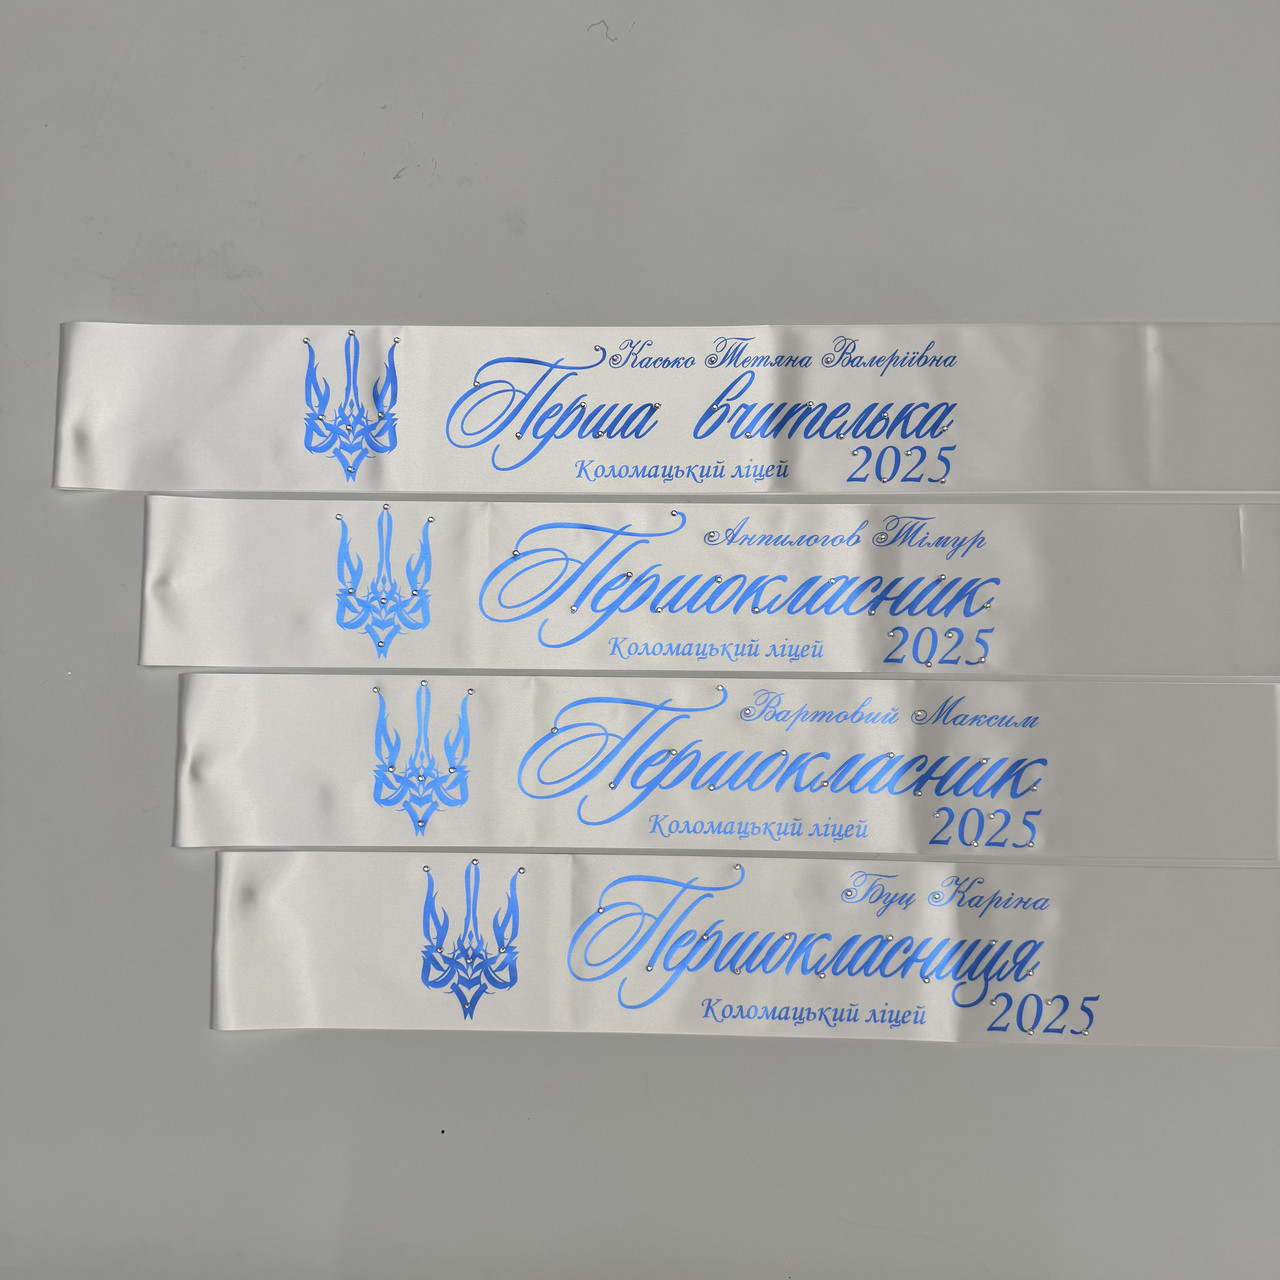 Касько Тетяна Валеріївна
Перша вчителька
Коломацький ліцей 2025
Анпилогов Тімур
Першокласник
Коломацький ліцей 2025
Вартовий Максим
Першокласник
Коломацький ліцей 2025
Буц Каріна
Першокласниця
Коломацький ліцей 2025